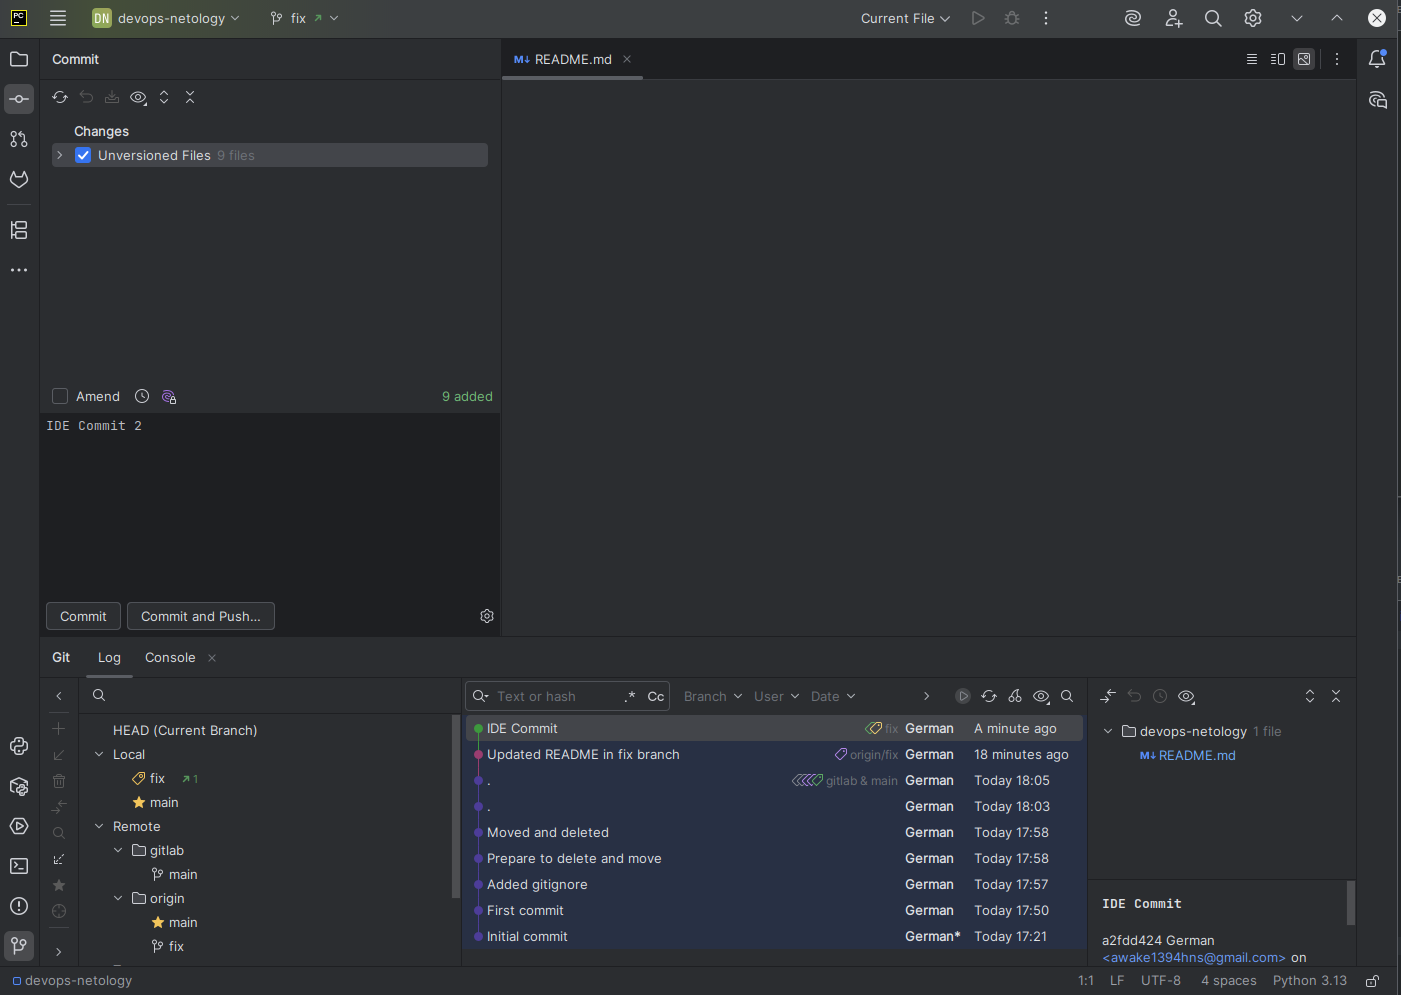 PC
DN devops-netology
fix
Current File
Commit
README.md
Changes
Unversioned Files 9 files
Amend
9 added
IDE Commit 2
Commit
Commit and Push...
Git
Log
Console
HEAD (Current Branch)
Local
fix 1
main
Remote
gitlab
main
origin
main
fix
Text or hash .* Cc
Branch
User
Date
IDE Commit fix German A minute ago
Updated README in fix branch origin/fix German 18 minutes ago
. gitlab & main German Today 18:05
. German Today 18:03
Moved and deleted German Today 17:58
Prepare to delete and move German Today 17:58
Added gitignore German Today 17:57
First commit German Today 17:50
Initial commit German* Today 17:21
devops-netology 1 file
README.md
IDE Commit
a2fdd424 German
<awake1394hns@gmail.com> on
devops-netology
1:1 LF UTF-8 4 spaces Python 3.13